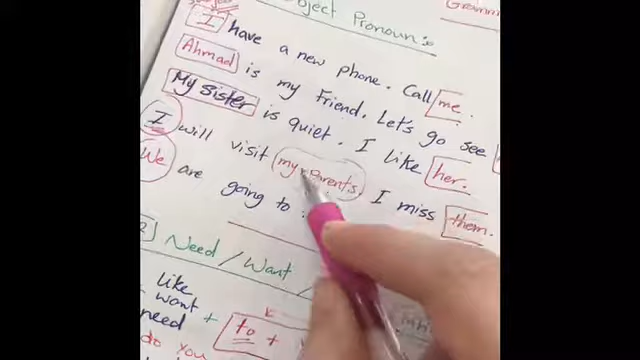 Object Pronoun:
Gramm
I have a new phone. Call me.
Ahmad is my friend. Let's go see
My sister is quiet. I like her.
I will visit my parents. I miss them.
We are going to
Need / Want /
like
want +
need
to +
do you